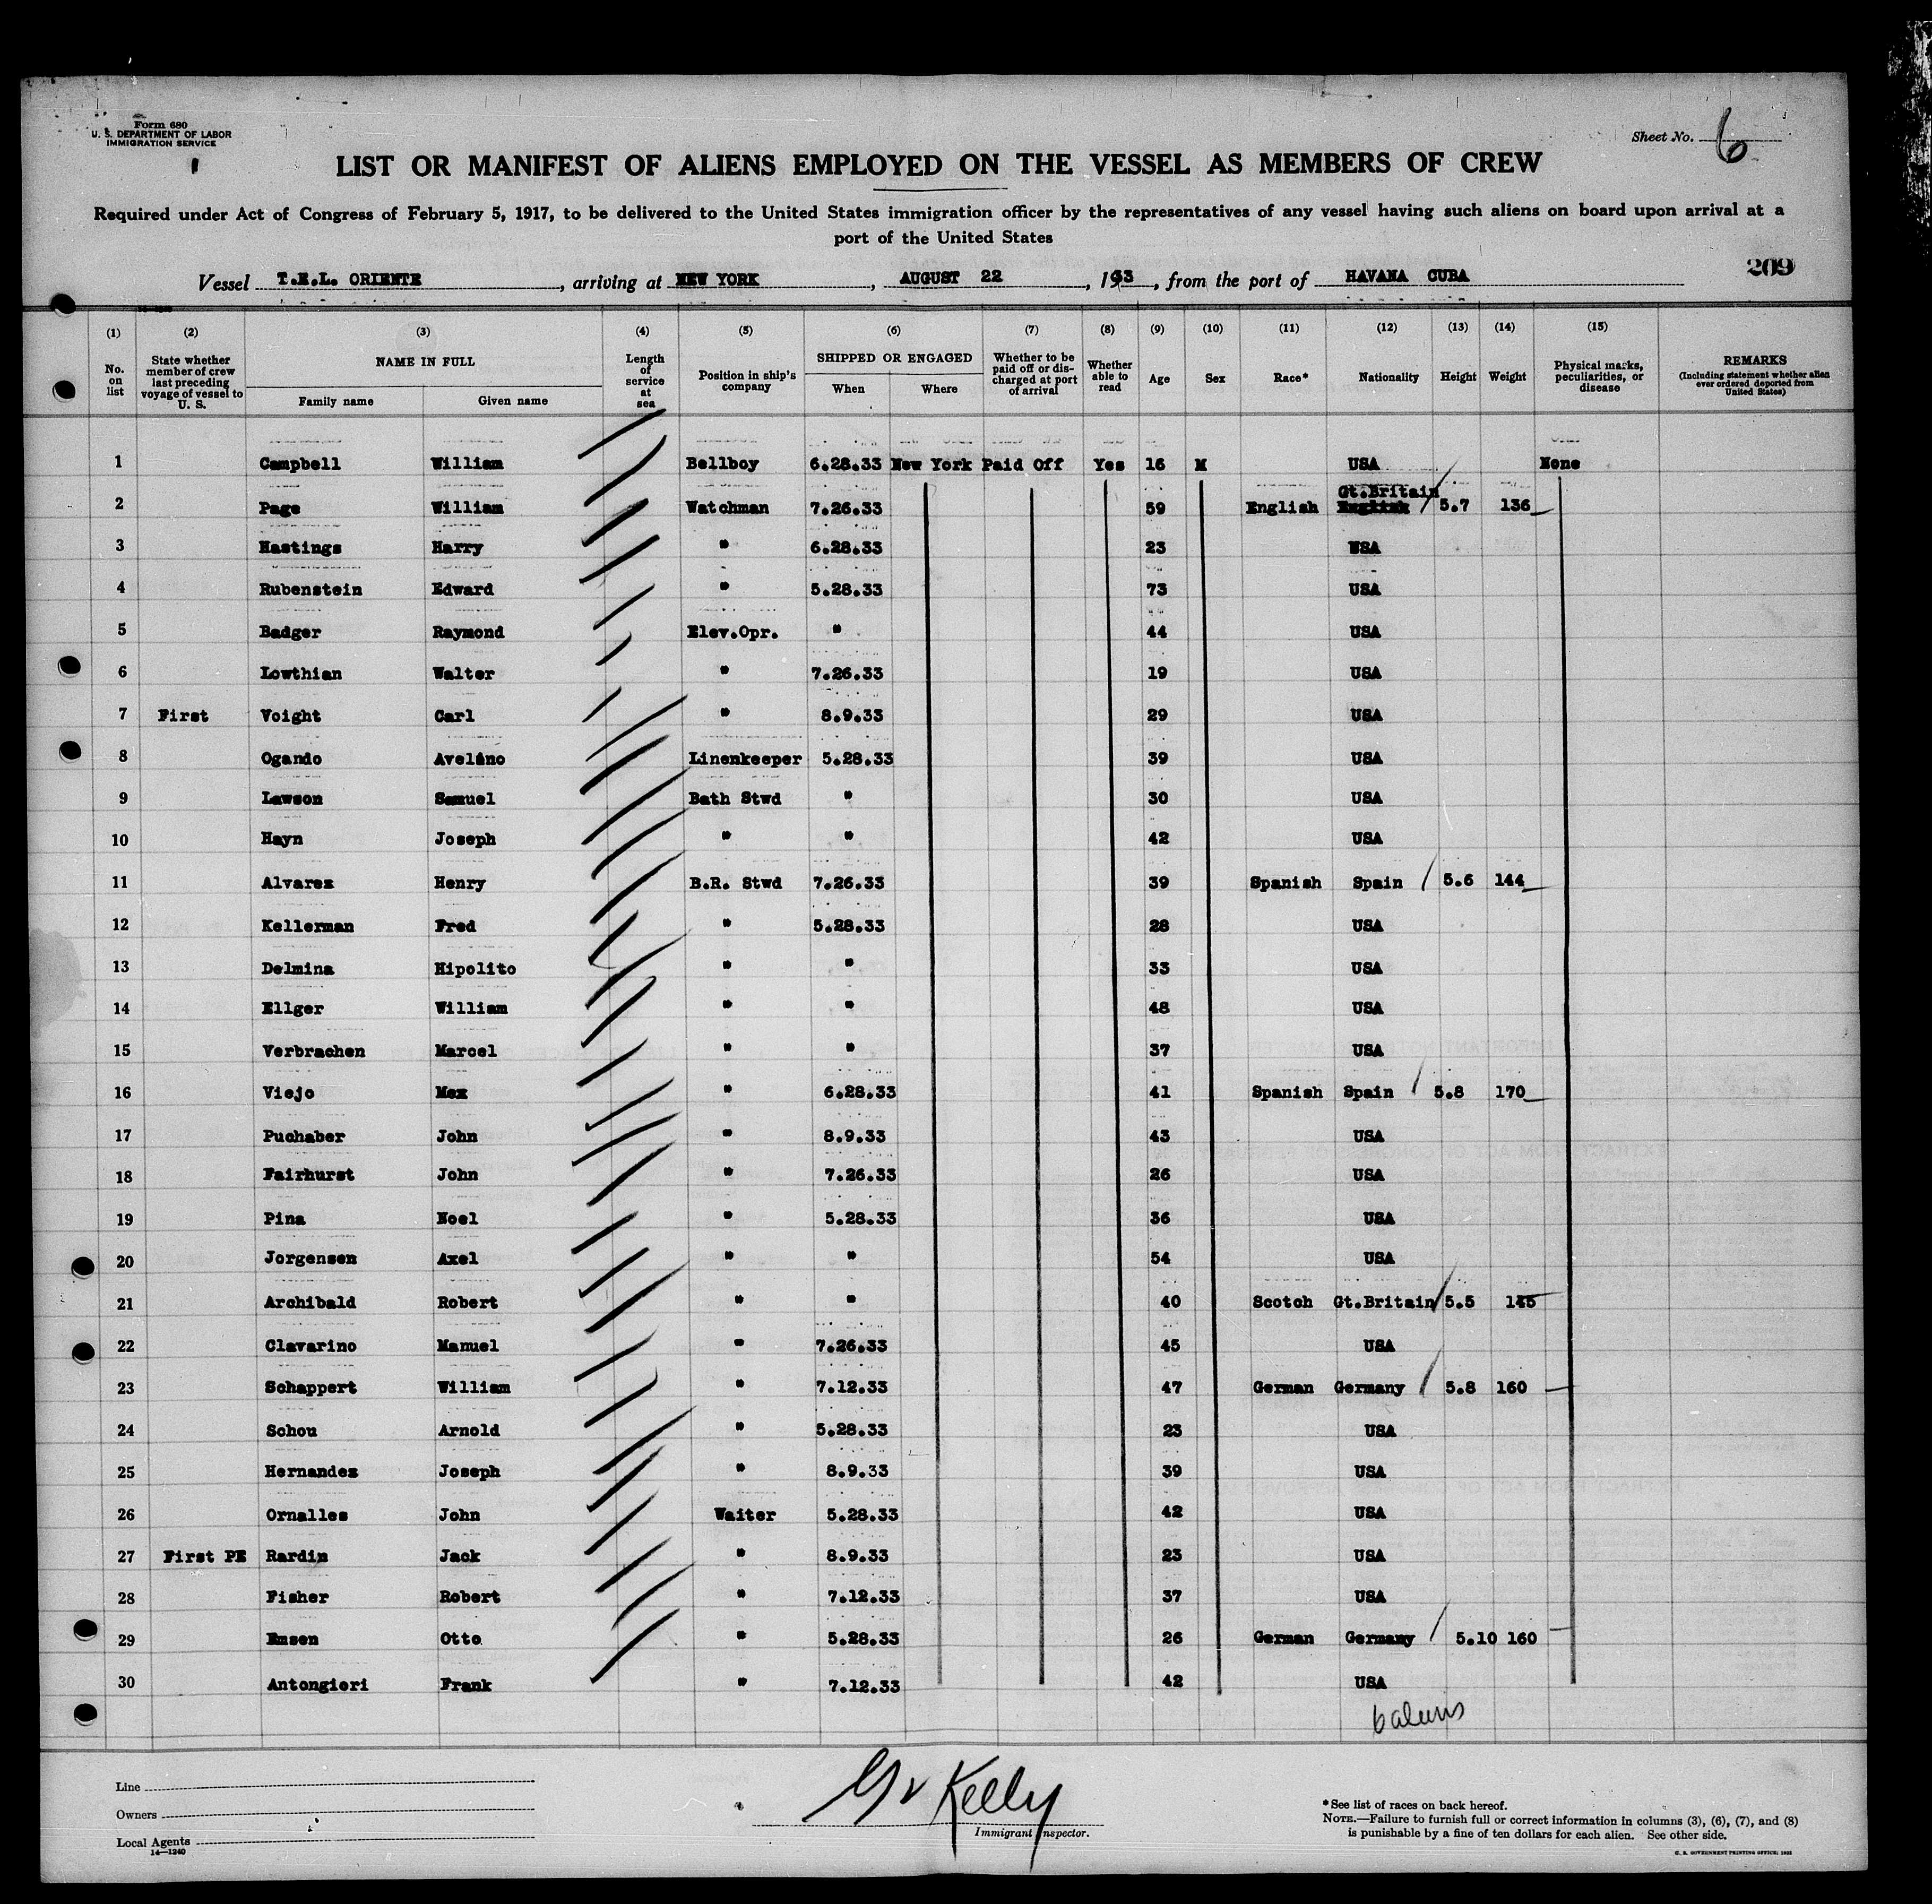 Form 680
U. S. DEPARTMENT OF LABOR
IMMIGRATION SERVICE
Sheet No. 6
LIST OR MANIFEST OF ALIENS EMPLOYED ON THE VESSEL AS MEMBERS OF CREW
Required under Act of Congress of February 5, 1917, to be delivered to the United States immigration officer by the representatives of any vessel having such aliens on board upon arrival at a
port of the United States
209
Vessel T.E.L. ORIENTE, arriving at NEW YORK, AUGUST 22, 1933, from the port of HAVANA CUBA
(1) (2) (3) (4) (5) (6) (7) (8) (9) (10) (11) (12) (13) (14) (15)
No. on list
State whether member of crew last preceding voyage of vessel to U. S.
NAME IN FULL
Family name Given name
Length of service at sea
Position in ship's company
SHIPPED OR ENGAGED
When Where
Whether to be paid off or discharged at port of arrival
Whether able to read
Age
Sex
Race*
Nationality
Height
Weight
Physical marks, peculiarities, or disease
REMARKS
(Including statement whether alien ever ordered deported from United States)
1 Campbell William Bellboy 6.28.33 New York Paid Off Yes 16 M USA None
Gt.Britain
2 Page William Watchman 7.26.33 59 English English 5.7 136
3 Hastings Harry " 6.28.33 23 USA
4 Rubenstein Edward " 5.28.33 73 USA
5 Badger Raymond Elev.Opr. " 44 USA
6 Lowthian Walter " 7.26.33 19 USA
7 First Voight Carl " 8.9.33 29 USA
8 Ogando Avelino Linenkeeper 5.28.33 39 USA
9 Lawson Samuel Bath Stwd " 30 USA
10 Hayn Joseph " " 42 USA
11 Alvarez Henry B.R. Stwd 7.26.33 39 Spanish Spain 5.6 144
12 Kellerman Fred " 5.28.33 28 USA
13 Delmina Hipolito " " 33 USA
14 Ellger William " " 48 USA
15 Verbrachen Marcel " " 37 USA
16 Viejo Max " 6.28.33 41 Spanish Spain 5.8 170
17 Puchaber John " 8.9.33 43 USA
18 Fairhurst John " 7.26.33 26 USA
19 Pina Noel " 5.28.33 36 USA
20 Jorgensen Axel " " 54 USA
21 Archibald Robert " " 40 Scotch Gt.Britain 5.5 145
22 Clavarino Manuel " 7.26.33 45 USA
23 Schappert William " 7.12.33 47 German Germany 5.8 160
24 Schou Arnold " 5.28.33 23 USA
25 Hernandez Joseph " 8.9.33 39 USA
26 Ornalles John Waiter 5.28.33 42 USA
27 First PE Rardin Jack " 8.9.33 23 USA
28 Fisher Robert " 7.12.33 37 USA
29 Emsen Otto " 5.28.33 26 German Germany 5.10 160
30 Antongiori Frank " 7.12.33 42 USA
6 aliens
Line
Owners
Local Agents
14—1240
Kelly
Immigrant Inspector.
*See list of races on back hereof.
NOTE.—Failure to furnish full or correct information in columns (3), (6), (7), and (8)
is punishable by a fine of ten dollars for each alien. See other side.
U. S. GOVERNMENT PRINTING OFFICE: 1932